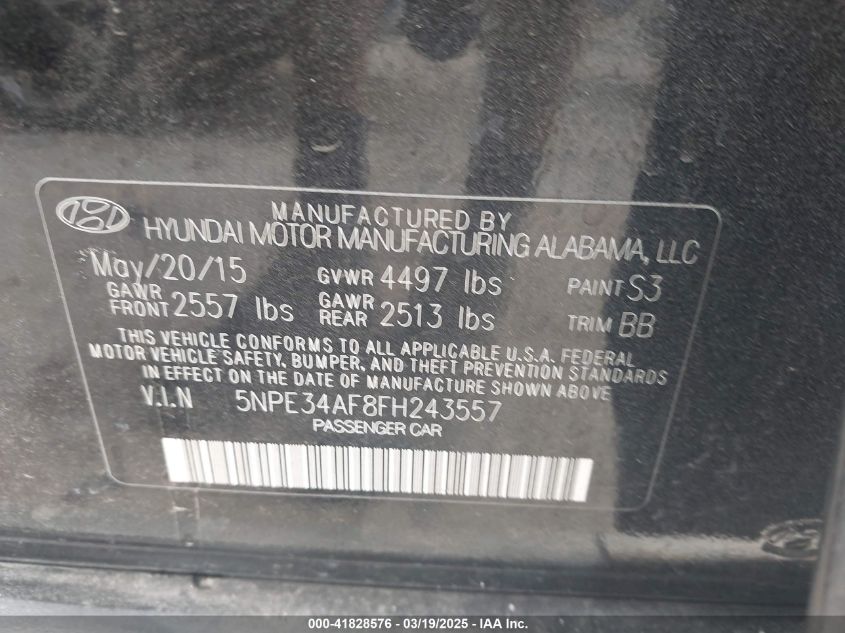 MANUFACTURED BY
HYUNDAI MOTOR MANUFACTURING ALABAMA, LLC
May/20/15 GVWR 4497 lbs PAINT S3
GAWR FRONT 2557 lbs GAWR REAR 2513 lbs TRIM BB
THIS VEHICLE CONFORMS TO ALL APPLICABLE U.S.A. FEDERAL
MOTOR VEHICLE SAFETY, BUMPER, AND THEFT PREVENTION STANDARDS
IN EFFECT ON THE DATE OF MANUFACTURE SHOWN ABOVE
V.I.N 5NPE34AF8FH243557
PASSENGER CAR
000-41828576 - 03/19/2025 - IAA Inc.